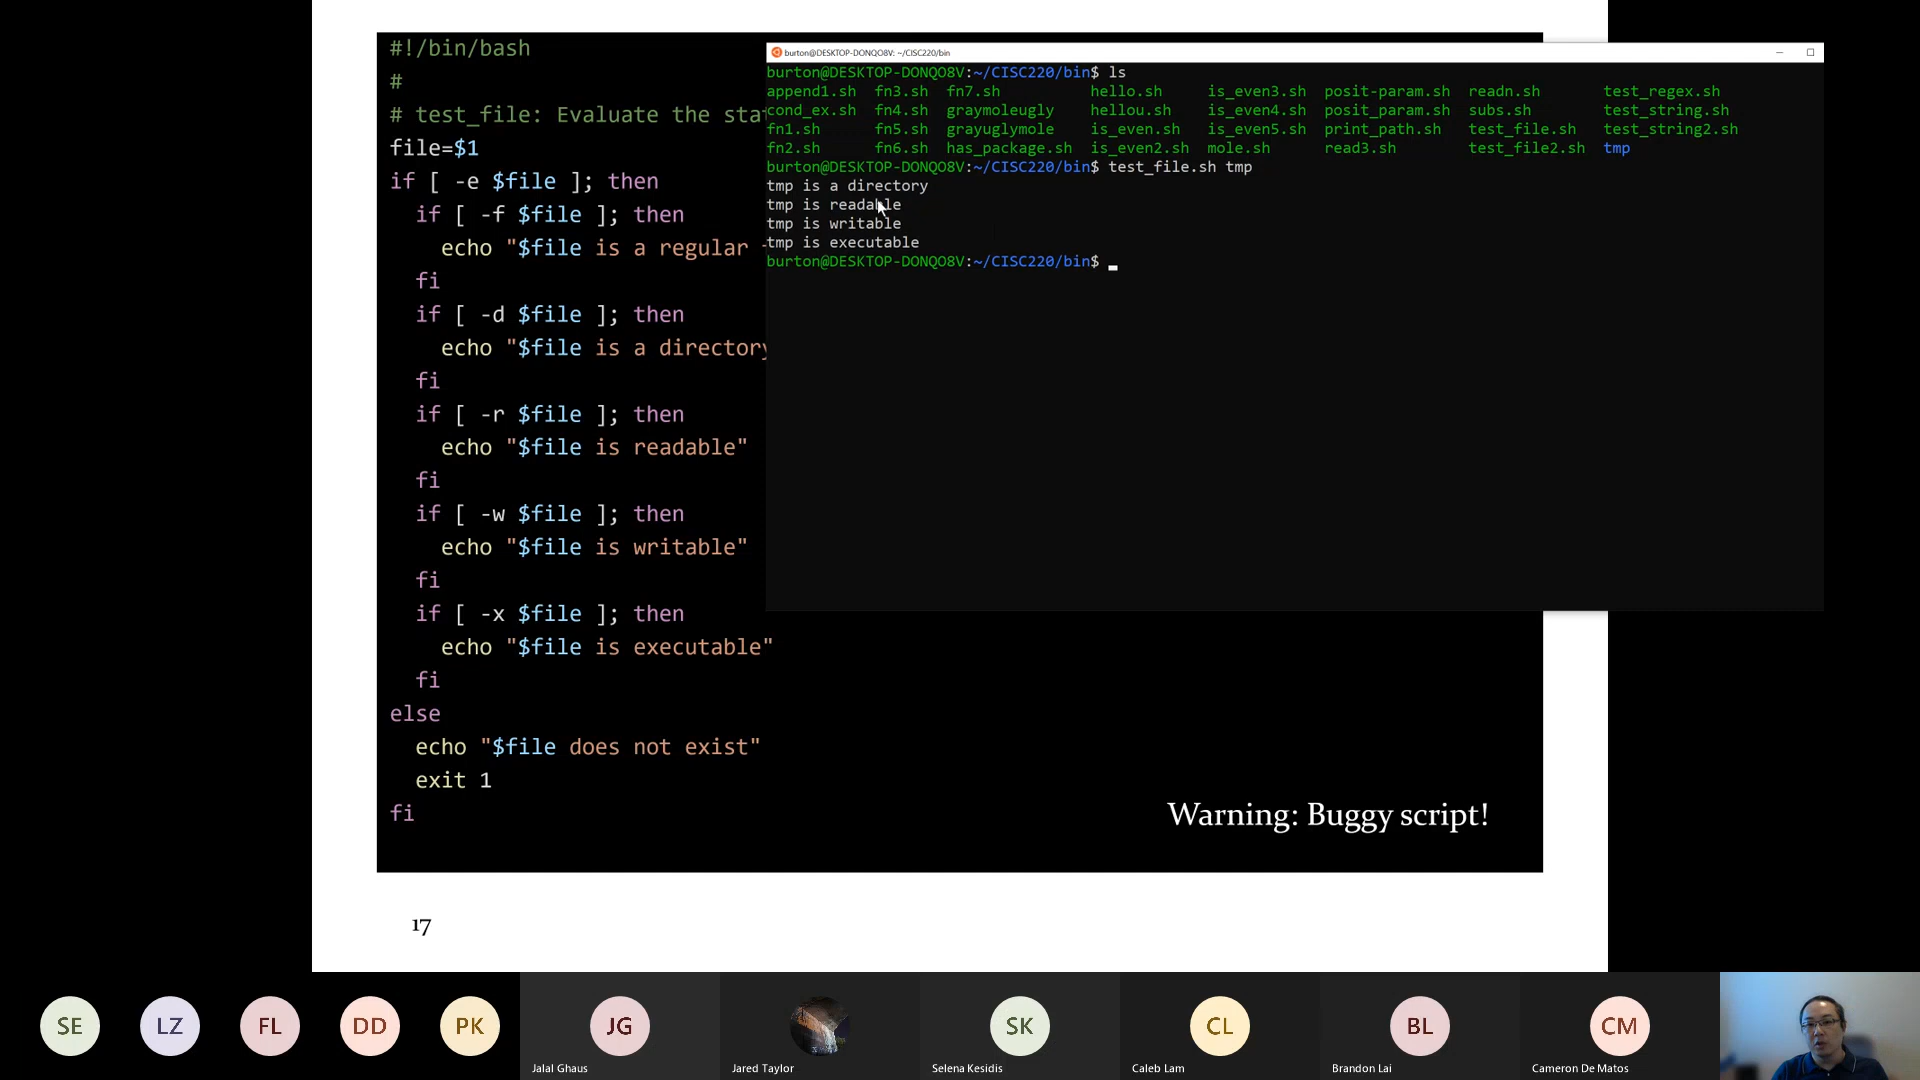 #!/bin/bash
#
# test_file: Evaluate the sta
file=$1
if [ -e $file ]; then
if [ -f $file ]; then
echo "$file is a regular
fi
if [ -d $file ]; then
echo "$file is a directory
fi
if [ -r $file ]; then
echo "$file is readable"
fi
if [ -w $file ]; then
echo "$file is writable"
fi
if [ -x $file ]; then
echo "$file is executable"
fi
else
echo "$file does not exist"
exit 1
fi
burton@DESKTOP-DONQO8V: ~/CISC220/bin
burton@DESKTOP-DONQO8V:~/CISC220/bin$ ls
append1.sh fn3.sh fn7.sh hello.sh is_even3.sh posit-param.sh readn.sh test_regex.sh
cond_ex.sh fn4.sh graymoleugly hellou.sh is_even4.sh posit_param.sh subs.sh test_string.sh
fn1.sh fn5.sh grayuglymole is_even.sh is_even5.sh print_path.sh test_file.sh test_string2.sh
fn2.sh fn6.sh has_package.sh is_even2.sh mole.sh read3.sh test_file2.sh tmp
burton@DESKTOP-DONQO8V:~/CISC220/bin$ test_file.sh tmp
tmp is a directory
tmp is readable
tmp is writable
tmp is executable
burton@DESKTOP-DONQO8V:~/CISC220/bin$
Warning: Buggy script!
17
SE LZ FL DD PK JG SK CL BL CM
Jalal Ghaus Jared Taylor Selena Kesidis Caleb Lam Brandon Lai Cameron De Matos